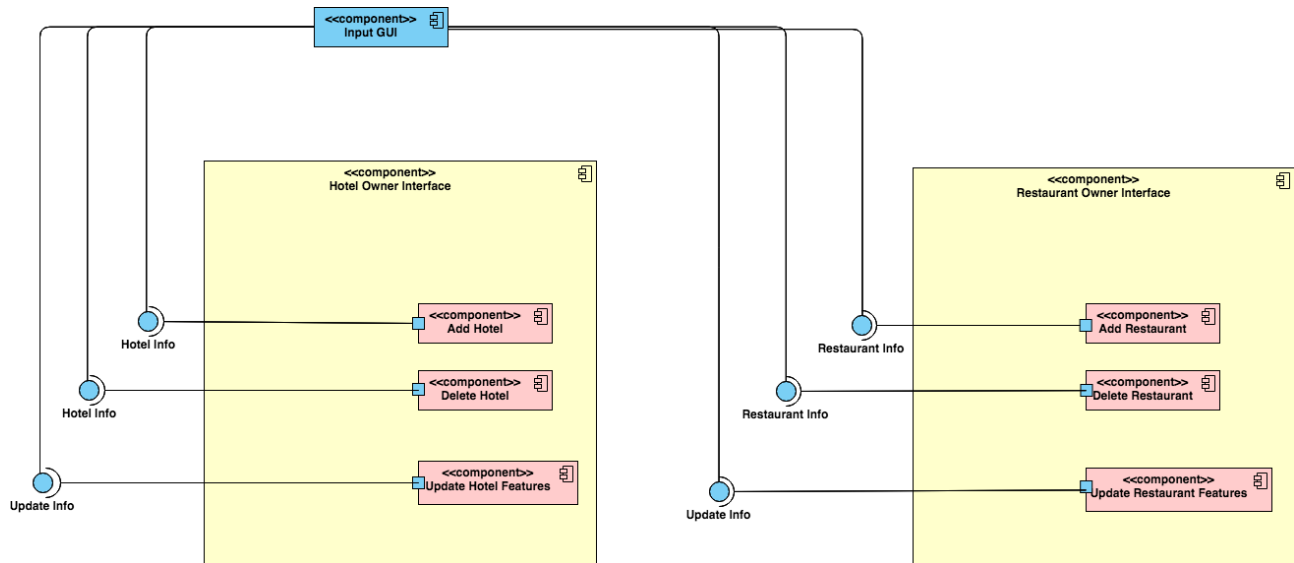 <<component>>
Input GUI
<<component>>
Hotel Owner Interface
<<component>>
Restaurant Owner Interface
<<component>>
Add Hotel
Hotel Info
<<component>>
Add Restaurant
Restaurant Info
<<component>>
Delete Hotel
Hotel Info
<<component>>
Delete Restaurant
Restaurant Info
<<component>>
Update Hotel Features
Update Info
<<component>>
Update Restaurant Features
Update Info